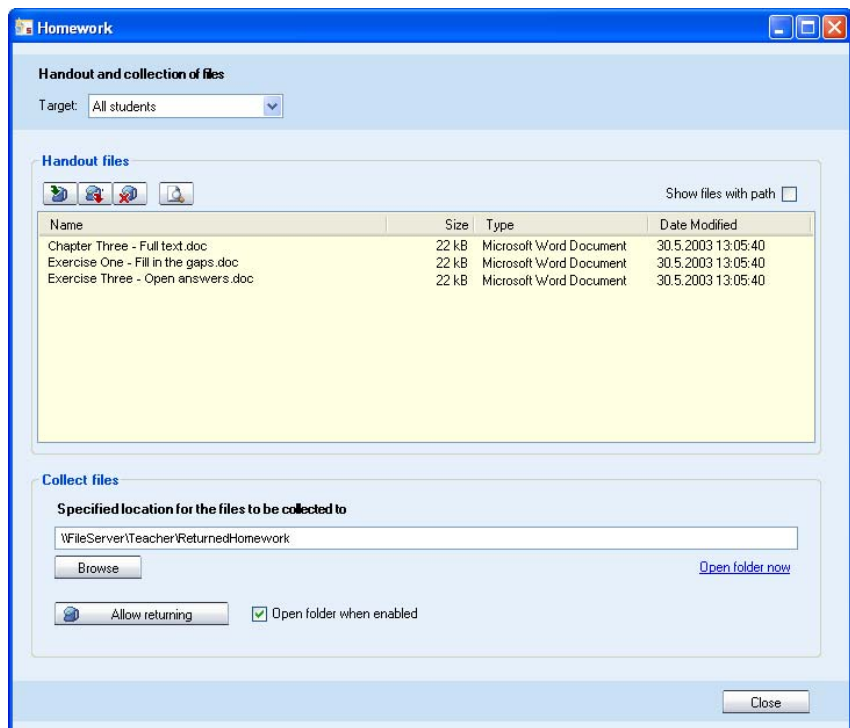 Homework
Handout and collection of files
Target: All students
Handout files
Show files with path
Name Size Type Date Modified
Chapter Three - Full text.doc 22 kB Microsoft Word Document 30.5.2003 13:05:40
Exercise One - Fill in the gaps.doc 22 kB Microsoft Word Document 30.5.2003 13:05:40
Exercise Three - Open answers.doc 22 kB Microsoft Word Document 30.5.2003 13:05:40
Collect files
Specified location for the files to be collected to
\\FileServer\Teacher\ReturnedHomework
Browse Open folder now
Allow returning Open folder when enabled
Close